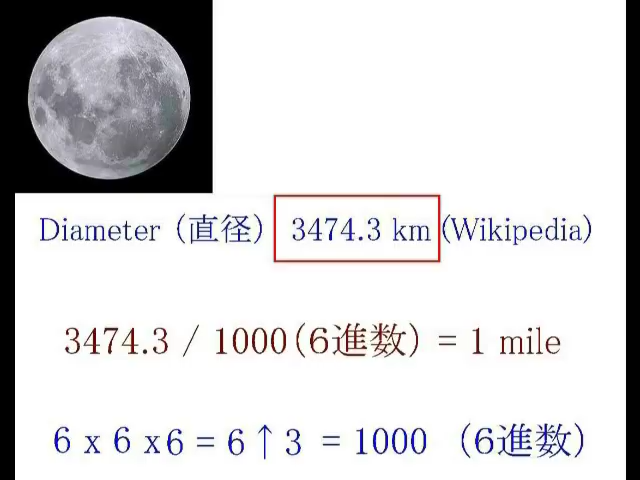 Diameter (直径) 3474.3 km (Wikipedia)
3474.3 / 1000(6進数) = 1 mile
6 x 6 x 6 = 6↑3 = 1000 (6進数)